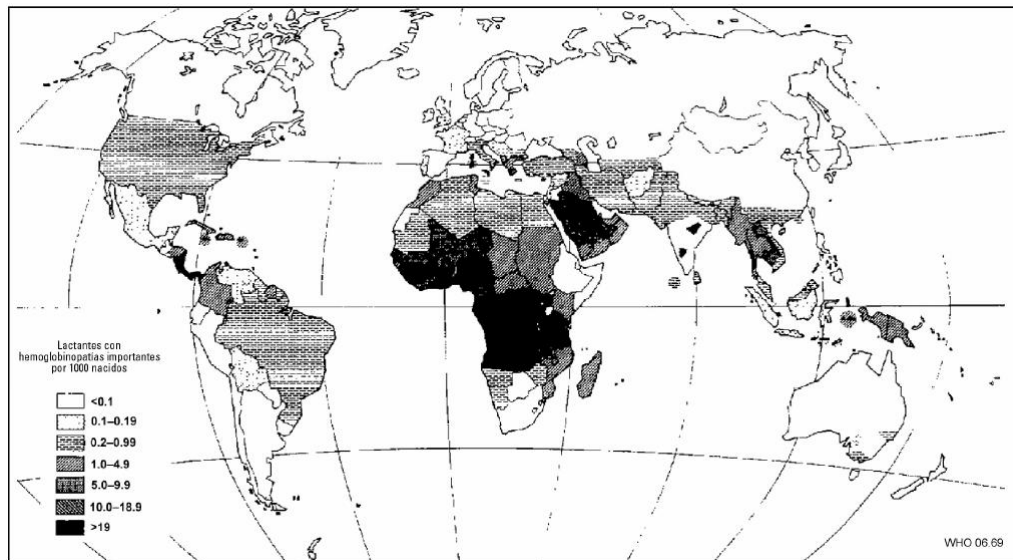 Lactantes con
hemoglobinopatías importantes
por 1000 nacidos
<0.1
0.1–0.19
0.2–0.99
1.0–4.9
5.0–9.9
10.0–18.9
>19
WHO 06.69